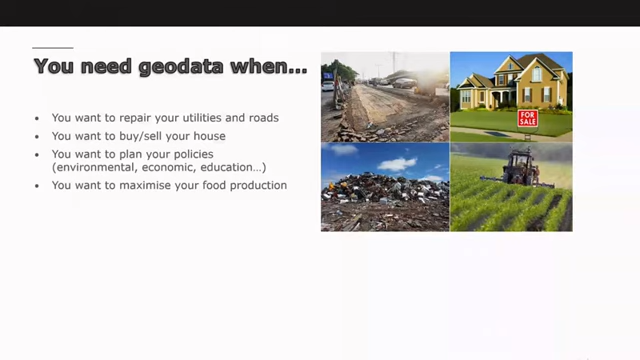 You need geodata when...
• You want to repair your utilities and roads
• You want to buy/sell your house
• You want to plan your policies
(environmental, economic, education…)
• You want to maximise your food production
FOR
SALE